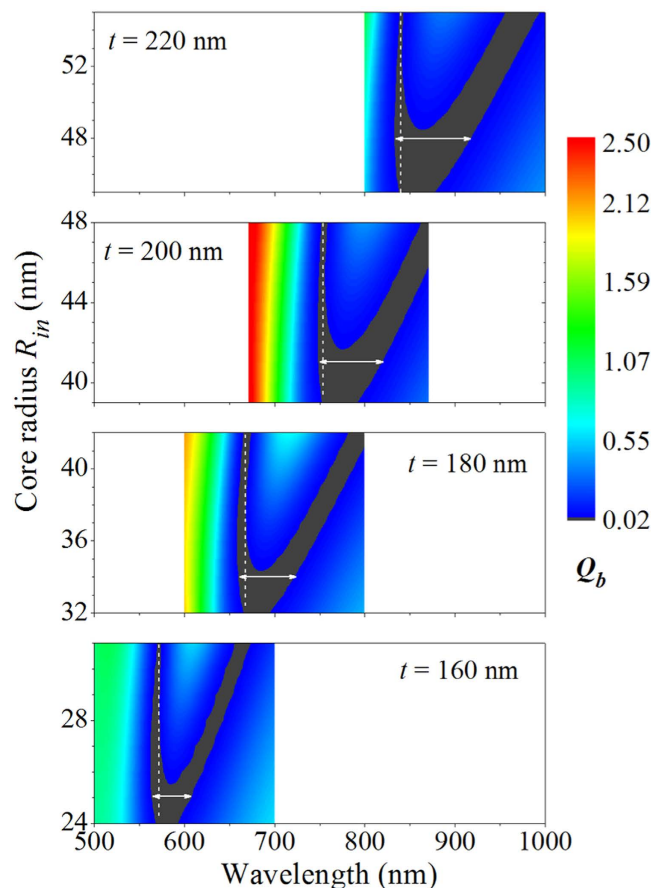 t = 220 nm
52
48
t = 200 nm
48
44
40
t = 180 nm
40
36
32
t = 160 nm
28
24
500 600 700 800 900 1000
Wavelength (nm)
Core radius R_in (nm)
2.50
2.12
1.59
1.07
0.55
0.02
Q_b